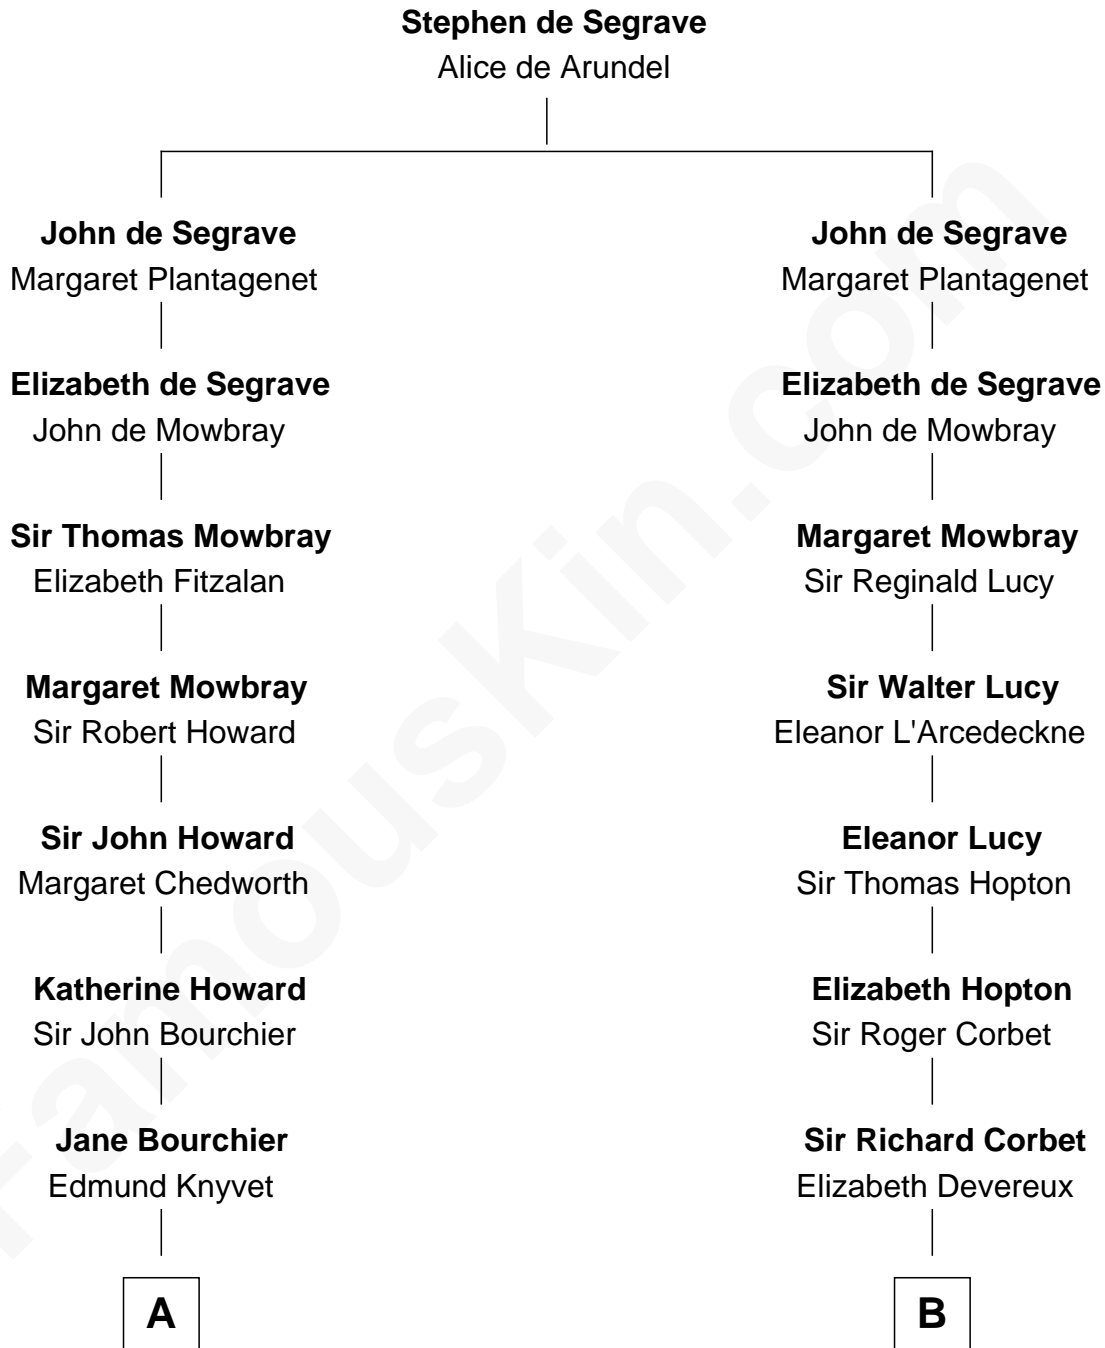 Stephen de Segrave
Alice de Arundel
John de Segrave
Margaret Plantagenet
Elizabeth de Segrave
John de Mowbray
Sir Thomas Mowbray
Elizabeth Fitzalan
Margaret Mowbray
Sir Robert Howard
Sir John Howard
Margaret Chedworth
Katherine Howard
Sir John Bourchier
Jane Bourchier
Edmund Knyvet
A
John de Segrave
Margaret Plantagenet
Elizabeth de Segrave
John de Mowbray
Margaret Mowbray
Sir Reginald Lucy
Sir Walter Lucy
Eleanor L'Arcedeckne
Eleanor Lucy
Sir Thomas Hopton
Elizabeth Hopton
Sir Roger Corbet
Sir Richard Corbet
Elizabeth Devereux
B
FamousKin.com